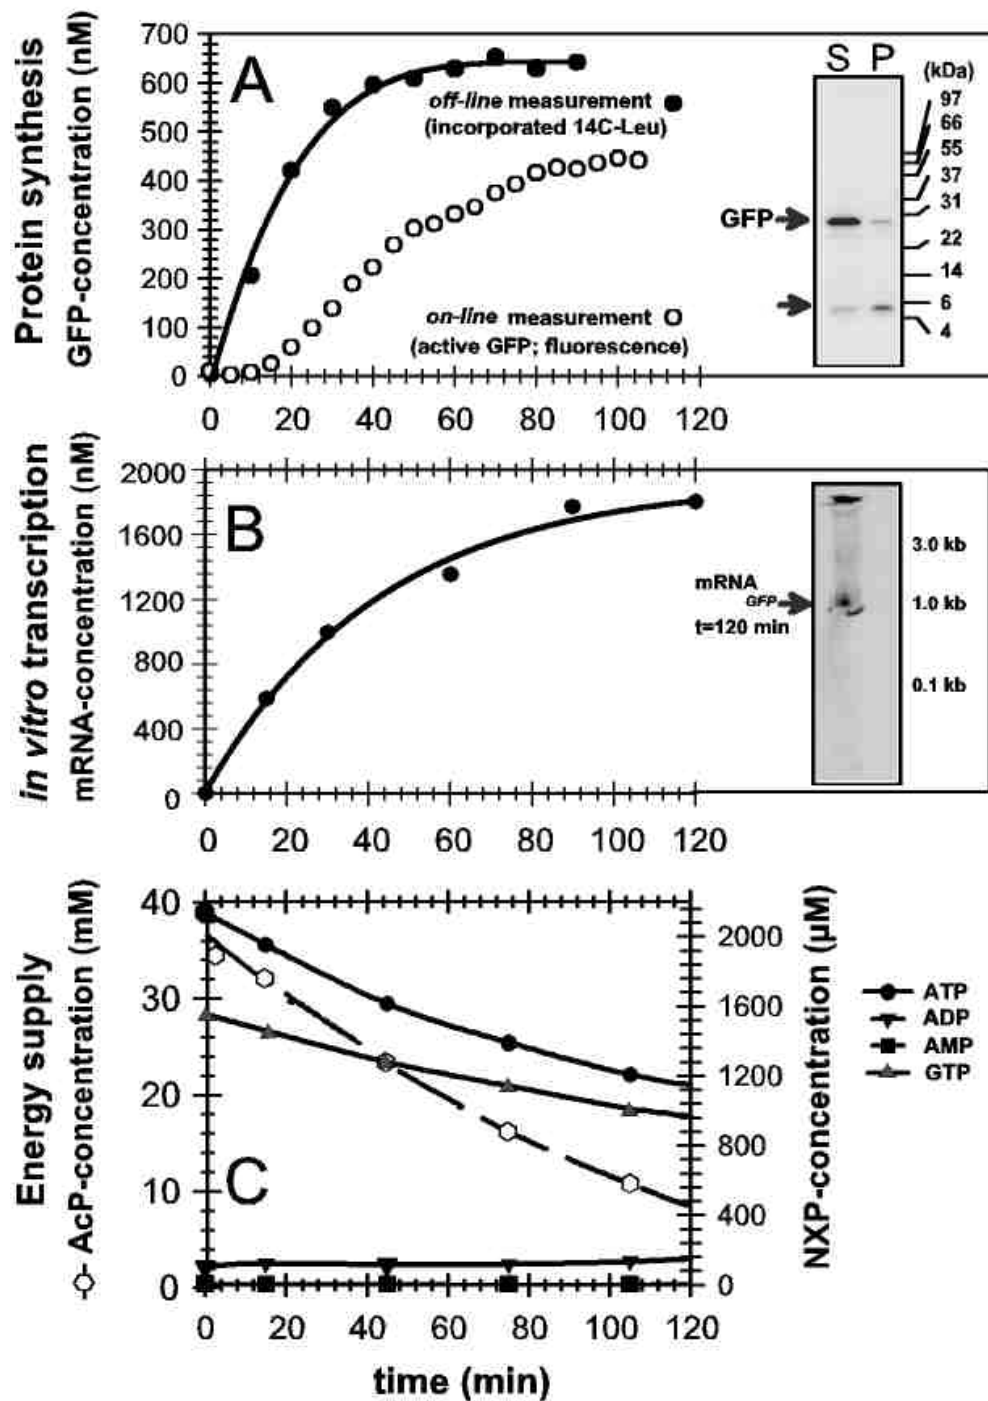 Protein synthesis
GFP-concentration (nM)
700
600
500
400
300
200
100
0
A
off-line measurement
(incorporated 14C-Leu)
on-line measurement
(active GFP; fluorescence)
0 20 40 60 80 100 120
S P
(kDa)
97
66
55
37
31
22
14
6
4
GFP
in vitro transcription
mRNA-concentration (nM)
2000
1600
1200
800
400
0
B
0 20 40 60 80 100 120
mRNA
GFP
t=120 min
3.0 kb
1.0 kb
0.1 kb
Energy supply
AcP-concentration (mM)
40
30
20
10
0
C
0 20 40 60 80 100 120
time (min)
2000
1600
1200
800
400
0
NXP-concentration (µM)
ATP
ADP
AMP
GTP